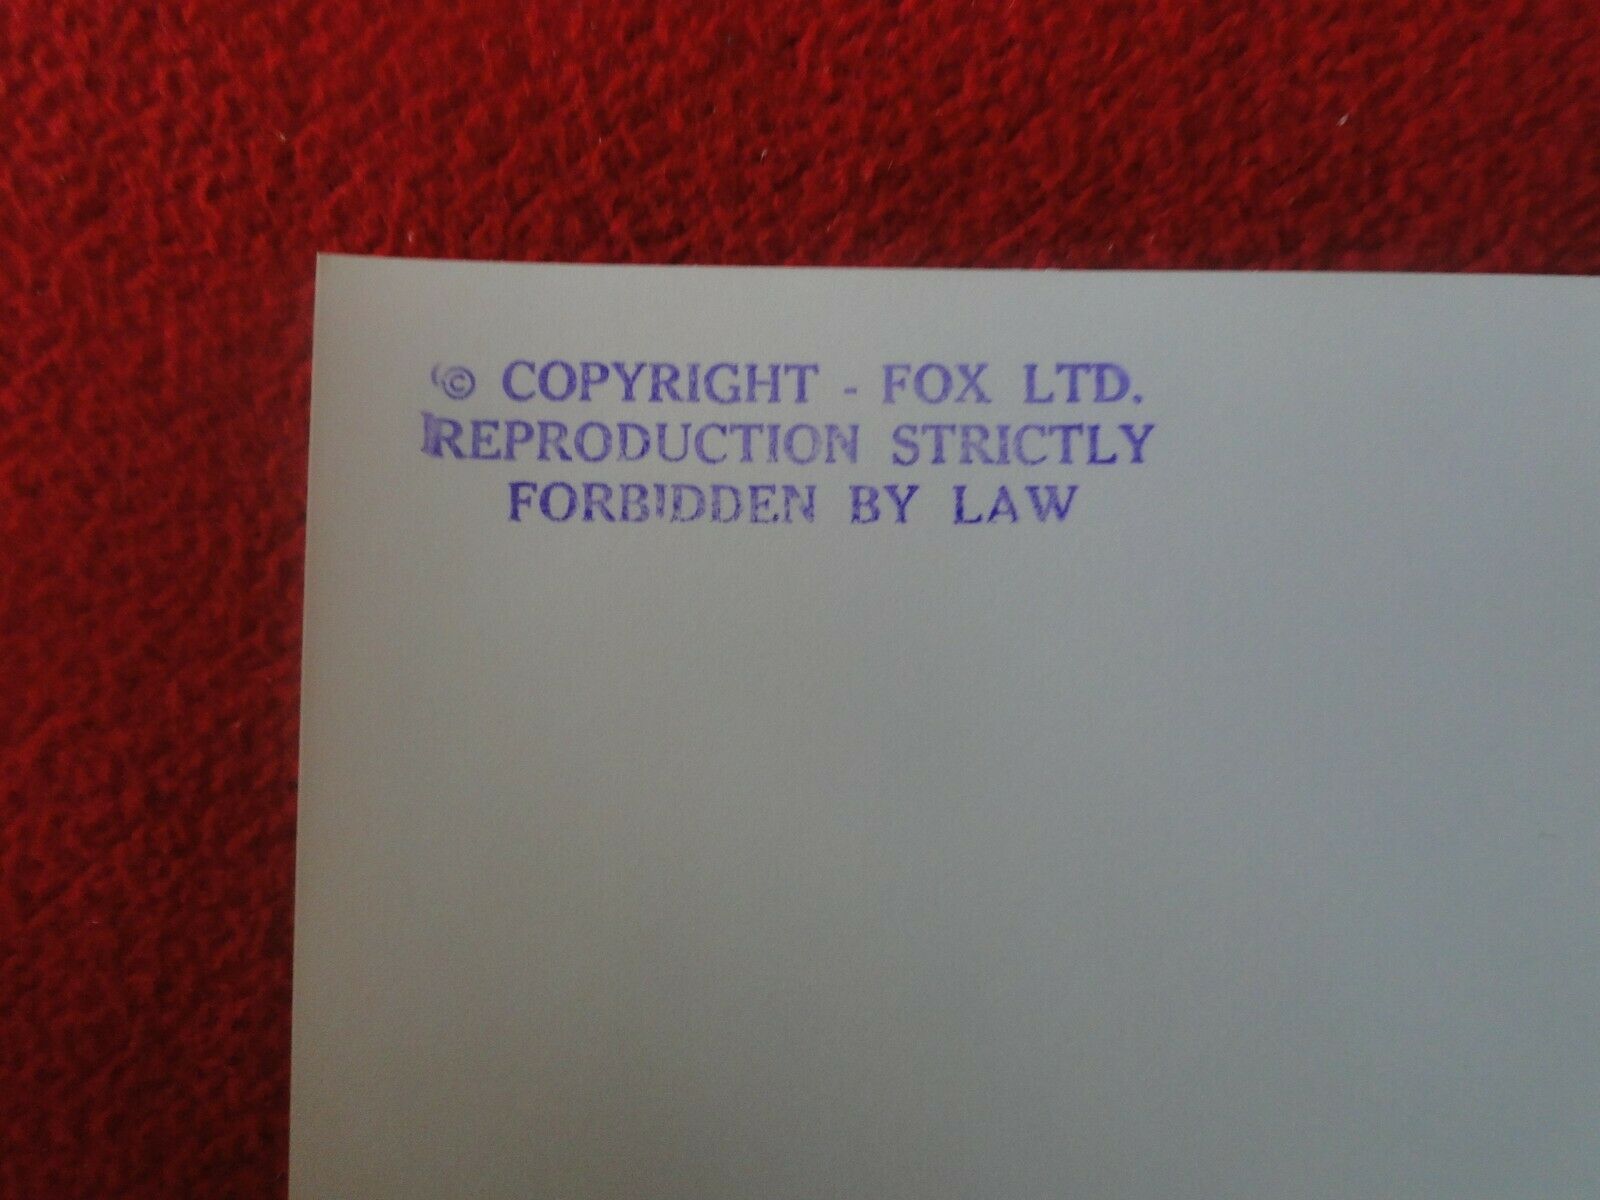 © COPYRIGHT - FOX LTD.
REPRODUCTION STRICTLY
FORBIDDEN BY LAW